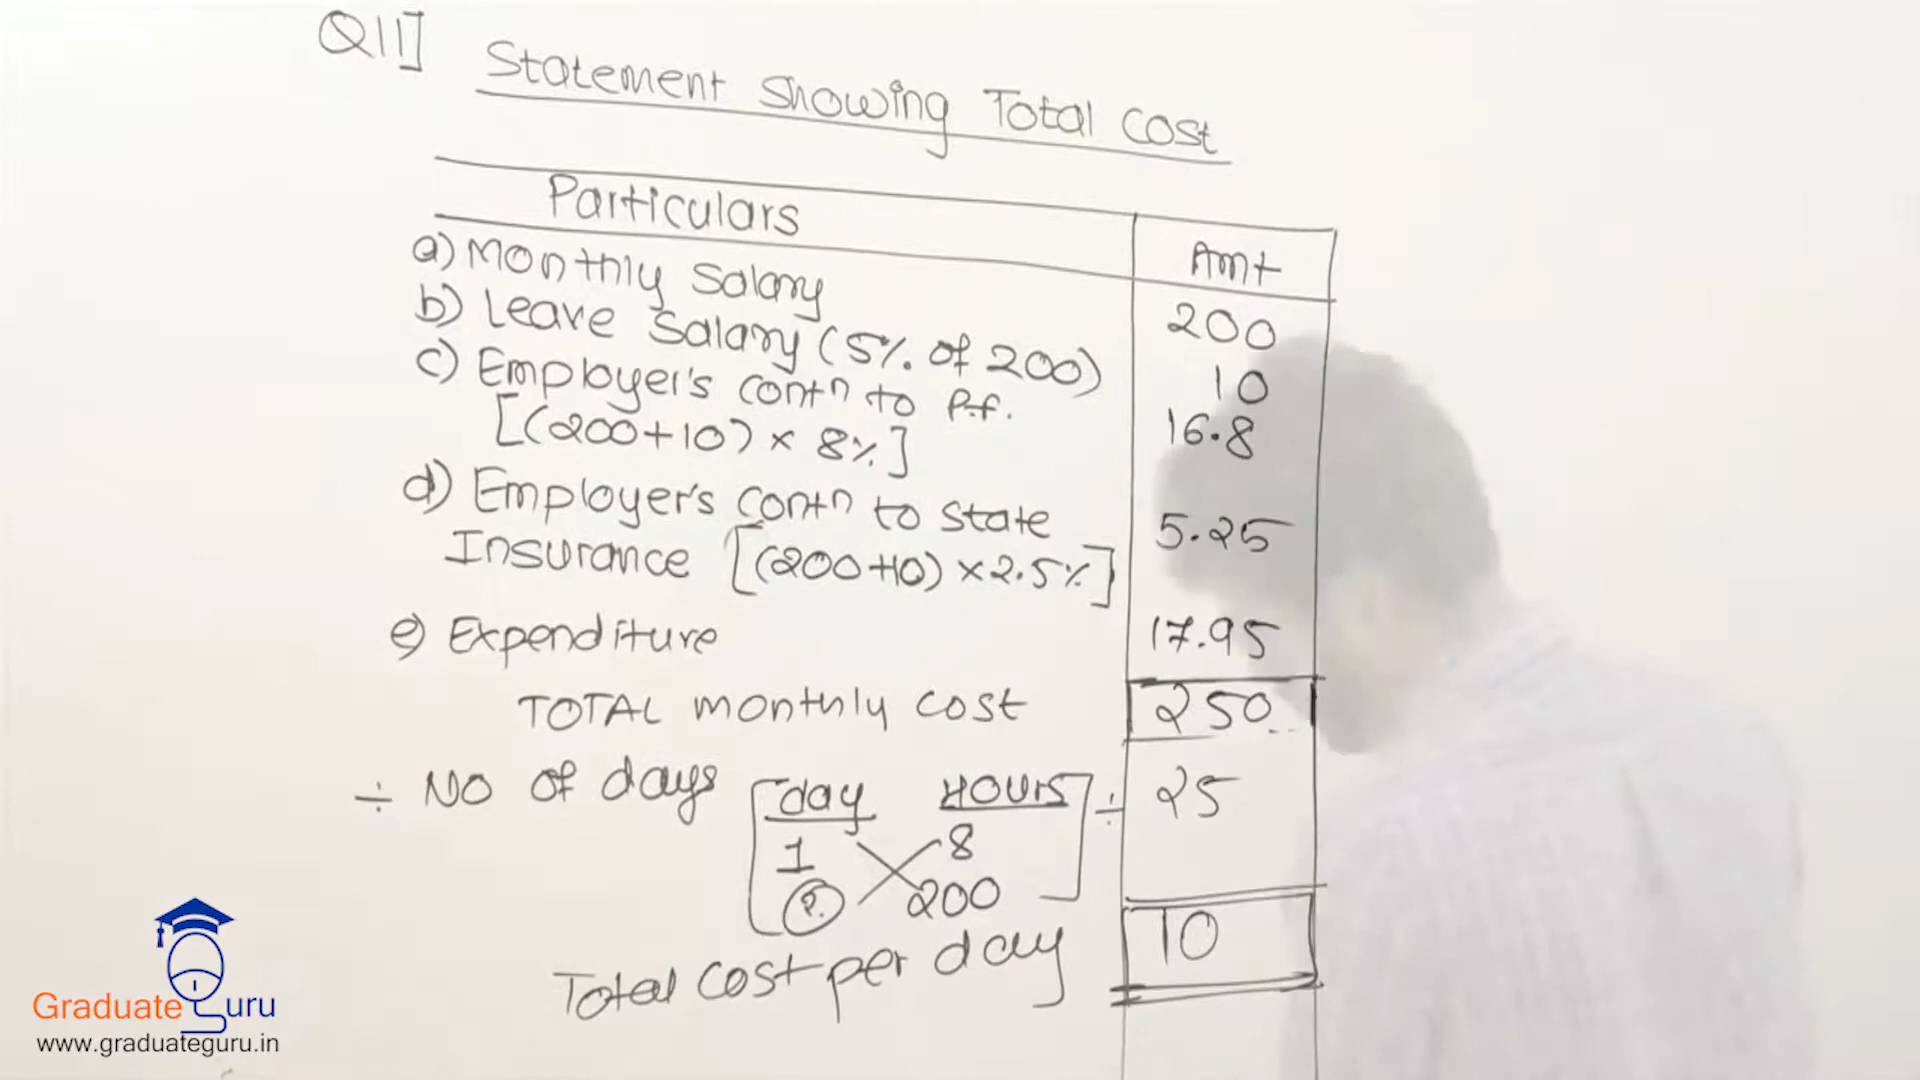 Q11]
Statement Showing Total Cost
Particulars Amt
a) Monthly Salary 200
b) Leave Salary (5% of 200) 10
c) Employer's contn to P.f. 16.8
[(200+10) × 8%]
d) Employer's contn to state
Insurance [(200+10) × 2.5%] 5.25
e) Expenditure 17.95
TOTAL monthly cost 250
÷ No of days [day Hours] ÷ 25
1 8
? 200
Total cost per day 10
Graduate Guru
www.graduateguru.in